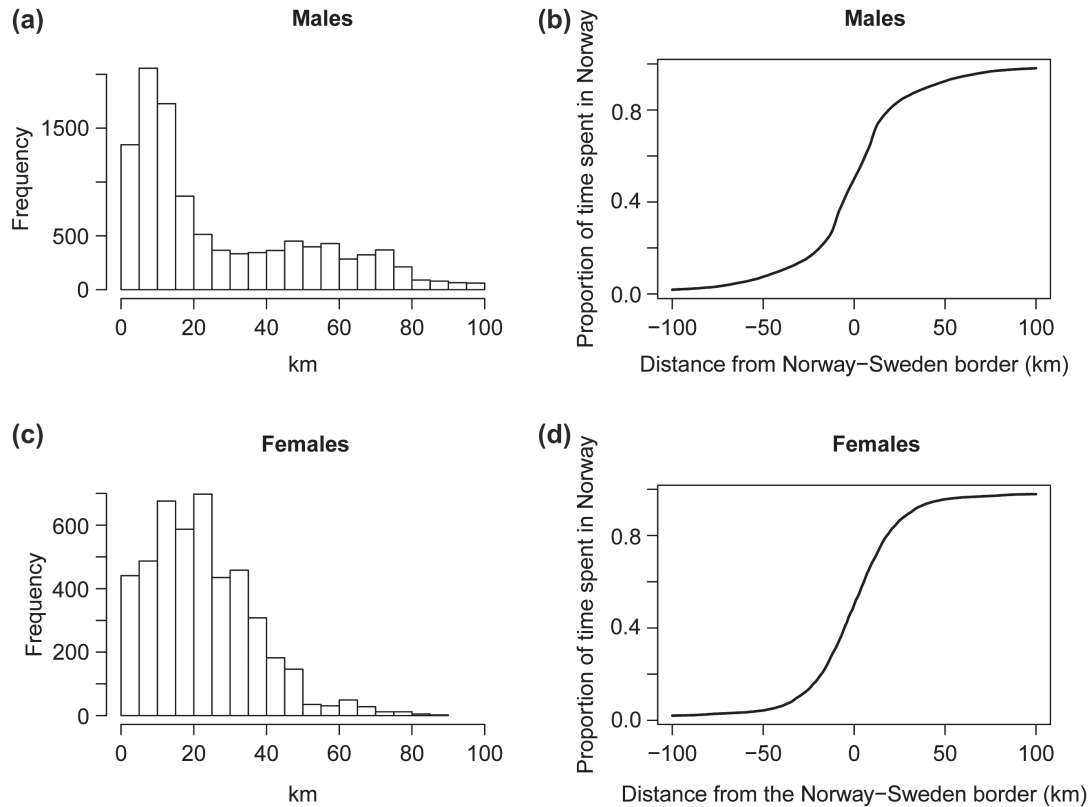 (a)
Males
Frequency
1500
500
0
0 20 40 60 80 100
km
(b)
Males
Proportion of time spent in Norway
0.8
0.4
0.0
−100 −50 0 50 100
Distance from Norway−Sweden border (km)
(c)
Females
Frequency
600
400
200
0
0 20 40 60 80 100
km
(d)
Females
Proportion of time spent in Norway
0.8
0.4
0.0
−100 −50 0 50 100
Distance from the Norway−Sweden border (km)